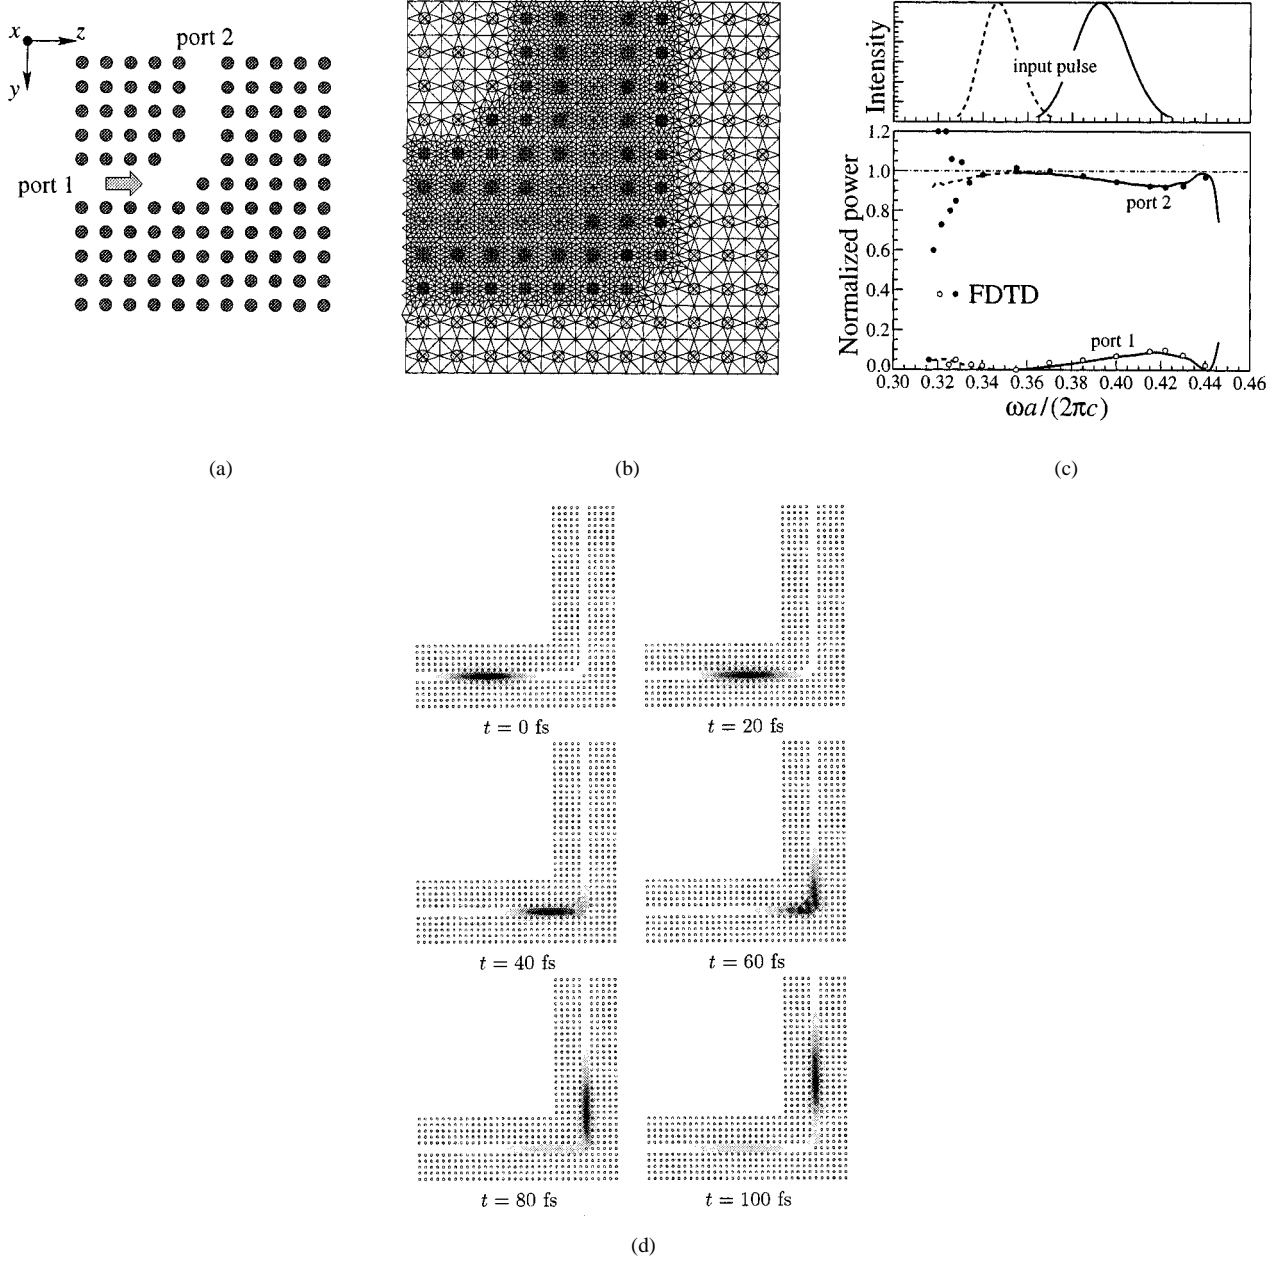 x
z
y
port 2
port 1
(a)
(b)
Intensity
input pulse
Normalized power
1.2
1.0
0.8
0.6
0.4
0.2
0.0
port 2
FDTD
port 1
0.30 0.32 0.34 0.36 0.38 0.40 0.42 0.44 0.46
ωa/(2πc)
(c)
t = 0 fs
t = 20 fs
t = 40 fs
t = 60 fs
t = 80 fs
t = 100 fs
(d)